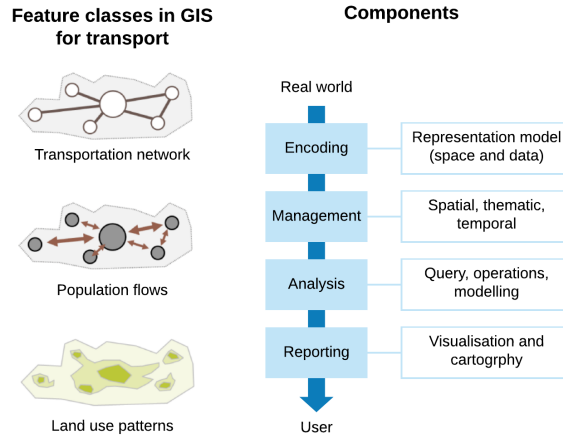 Feature classes in GIS
for transport
Transportation network
Population flows
Land use patterns
Components
Real world
Encoding
Representation model
(space and data)
Management
Spatial, thematic,
temporal
Analysis
Query, operations,
modelling
Reporting
Visualisation and
cartogrphy
User